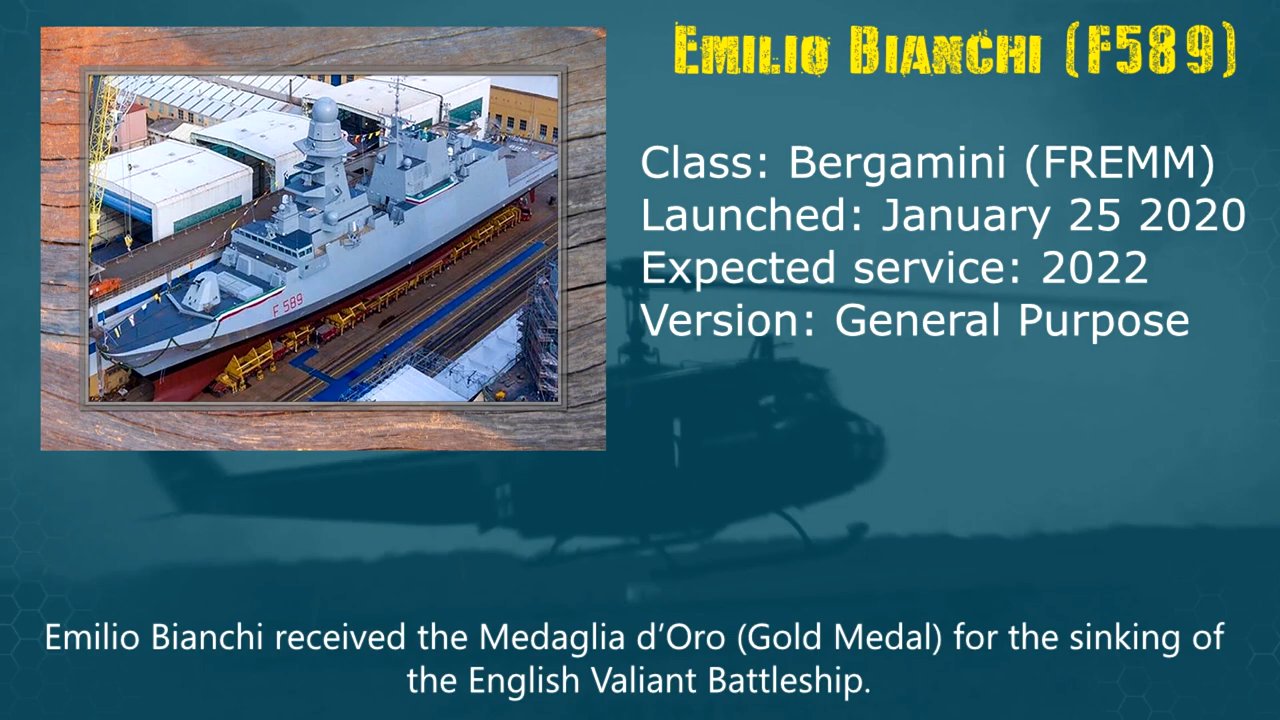 Emilio Bianchi (F589)
Class: Bergamini (FREMM)
Launched: January 25 2020
Expected service: 2022
Version: General Purpose
F 589
Emilio Bianchi received the Medaglia d’Oro (Gold Medal) for the sinking of
the English Valiant Battleship.